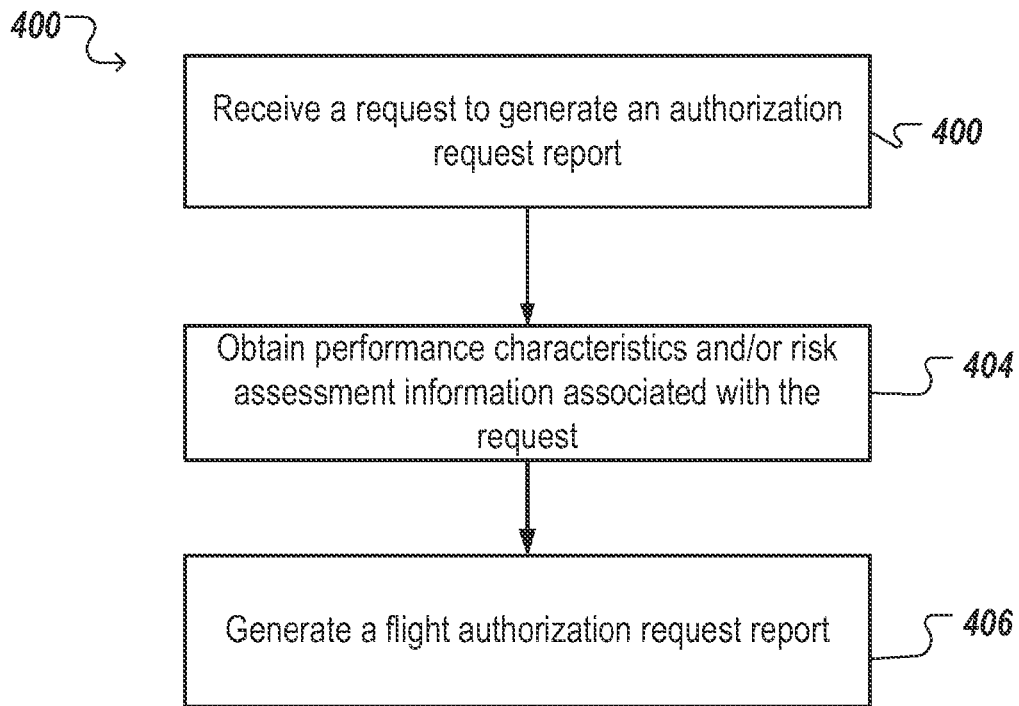 400
Receive a request to generate an authorization
request report
400
Obtain performance characteristics and/or risk
assessment information associated with the
request
404
Generate a flight authorization request report
406